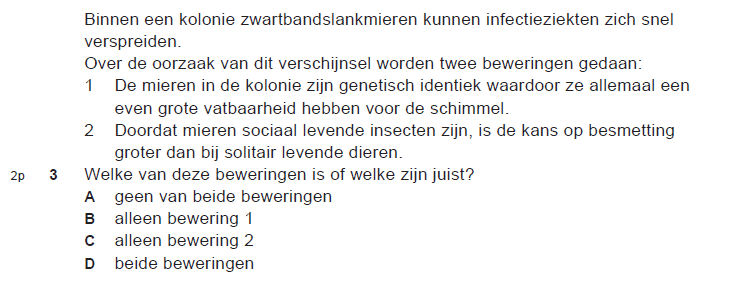 Binnen een kolonie zwartbandslankmieren kunnen infectieziekten zich snel
verspreiden.
Over de oorzaak van dit verschijnsel worden twee beweringen gedaan:
1 De mieren in de kolonie zijn genetisch identiek waardoor ze allemaal een
even grote vatbaarheid hebben voor de schimmel.
2 Doordat mieren sociaal levende insecten zijn, is de kans op besmetting
groter dan bij solitair levende dieren.
2p 3 Welke van deze beweringen is of welke zijn juist?
A geen van beide beweringen
B alleen bewering 1
C alleen bewering 2
D beide beweringen